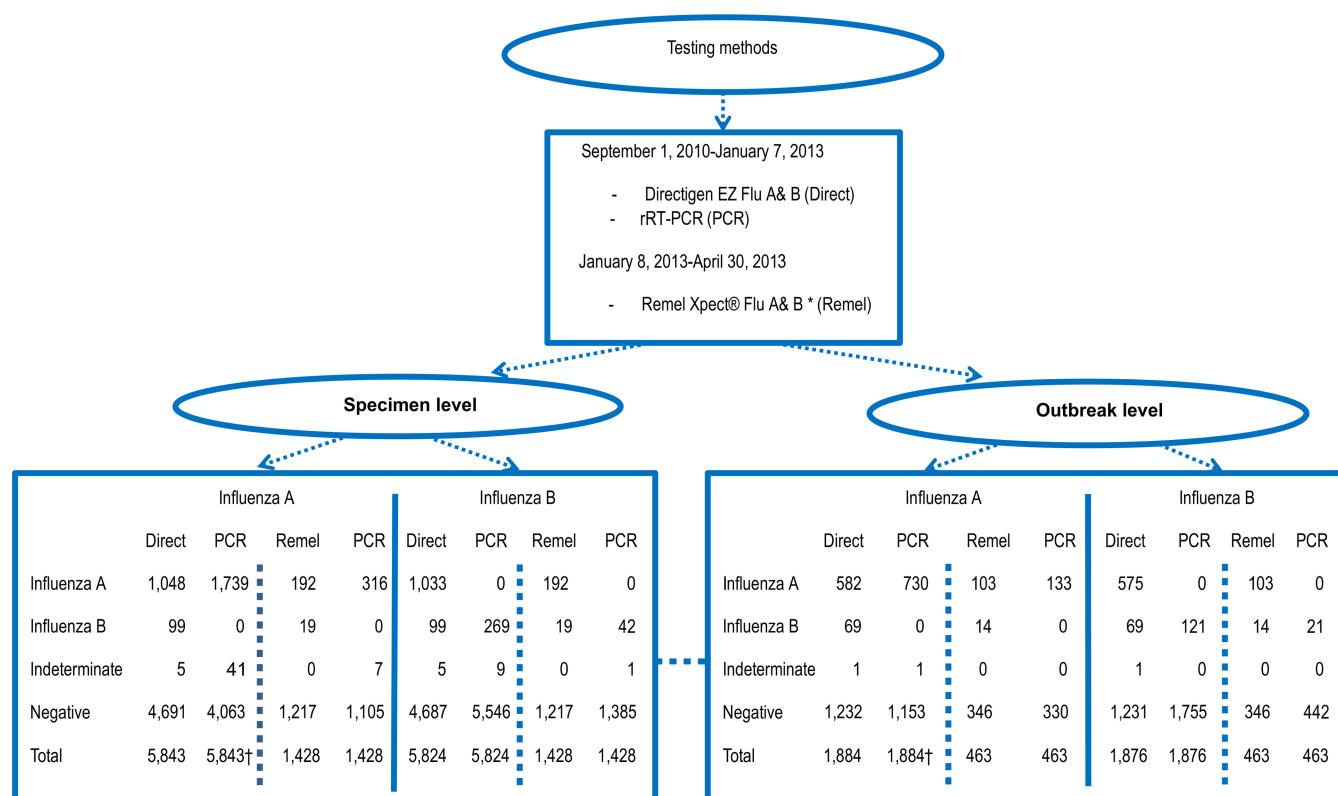 Testing methods
September 1, 2010-January 7, 2013
- Directigen EZ Flu A& B (Direct)
- rRT-PCR (PCR)
January 8, 2013-April 30, 2013
- Remel Xpect® Flu A& B * (Remel)
Specimen level
Outbreak level
Influenza A Influenza B
Direct PCR Remel PCR Direct PCR Remel PCR
Influenza A 1,048 1,739 192 316 1,033 0 192 0
Influenza B 99 0 19 0 99 269 19 42
Indeterminate 5 41 0 7 5 9 0 1
Negative 4,691 4,063 1,217 1,105 4,687 5,546 1,217 1,385
Total 5,843 5,843† 1,428 1,428 5,824 5,824 1,428 1,428
Influenza A Influenza B
Direct PCR Remel PCR Direct PCR Remel PCR
Influenza A 582 730 103 133 575 0 103 0
Influenza B 69 0 14 0 69 121 14 21
Indeterminate 1 1 0 0 1 0 0 0
Negative 1,232 1,153 346 330 1,231 1,755 346 442
Total 1,884 1,884† 463 463 1,876 1,876 463 463